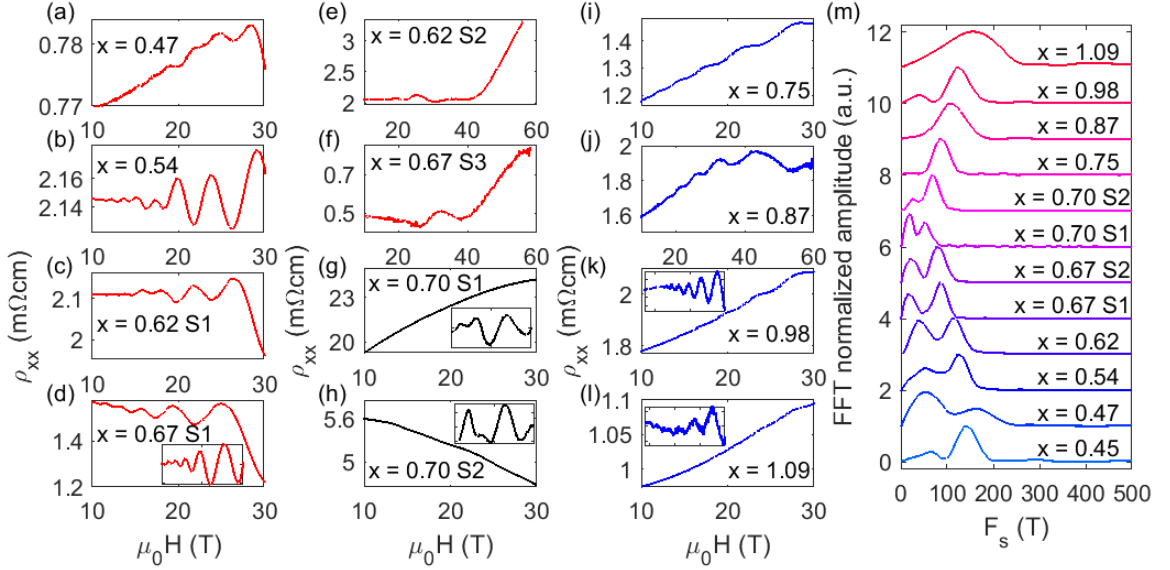 (a)
x = 0.47
0.78
0.77
10 20 30
(b)
x = 0.54
2.16
2.14
(c)
2.1
2
x = 0.62 S1
ρxx (mΩcm)
(d)
x = 0.67 S1
1.4
1.2
10 20 30
μ0H (T)
(e)
x = 0.62 S2
3
2.5
2
10 20 40 60
(f)
x = 0.67 S3
0.8
0.5
10 20 40 60
(g)
x = 0.70 S1
23
20
ρxx (mΩcm)
(h)
5.6
5
x = 0.70 S2
10 20 30
μ0H (T)
(i)
1.4
1.3
1.2
x = 0.75
10 20 30
(j)
2
1.8
1.6
x = 0.87
10 20 30 40 50 60
(k)
2
1.8
x = 0.98
ρxx (mΩcm)
(l)
1.1
1.05
1
x = 1.09
10 20 30
μ0H (T)
(m)
FFT normalized amplitude (a.u.)
12
10
8
6
4
2
0
x = 1.09
x = 0.98
x = 0.87
x = 0.75
x = 0.70 S2
x = 0.70 S1
x = 0.67 S2
x = 0.67 S1
x = 0.62
x = 0.54
x = 0.47
x = 0.45
0 100 200 300 400 500
Fs (T)